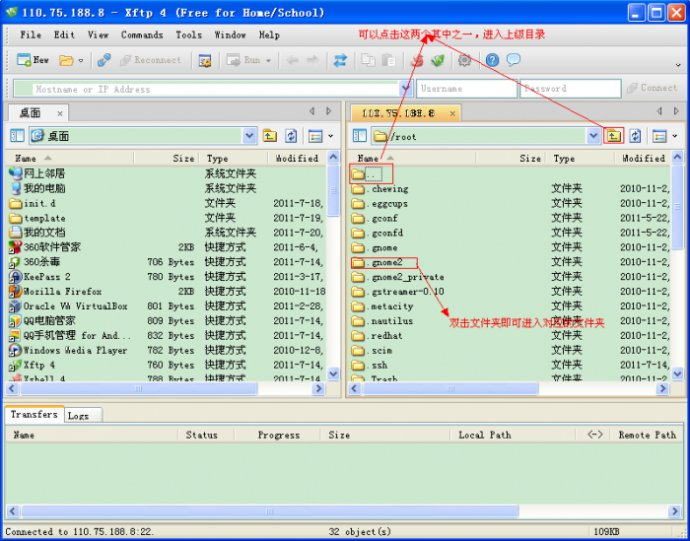 110.75.188.8 - Xftp 4 (Free for Home/School)
File Edit View Commands Tools Window Help
可以点击这两个其中之一，进入上级目录
New Reconnect Run
Hostname or IP Address Username Password Connect
桌面 110.75.188.8
桌面 /root
Name Size Type Modified Name Size Type Modified
网上邻居 系统文件夹 ..
我的电脑 系统文件夹 .chewing 文件夹 2010-11-2,
init.d 文件夹 2011-7-18, .eggcups 文件夹 2010-11-2,
template 文件夹 2011-7-19, .gconf 文件夹 2011-5-22,
我的文档 系统文件夹 2011-7-20, .gconfd 文件夹 2011-5-22,
360软件管家 2KB 快捷方式 2011-6-4, .gnome 文件夹 2010-11-2,
360杀毒 706 Bytes 快捷方式 2011-7-14, .gnome2 文件夹 2010-11-2,
KeePass 2 780 Bytes 快捷方式 2011-3-17, .gnome2_private 文件夹 2010-11-2,
Mozilla Firefox 2KB 快捷方式 2010-11-18 .gstreamer-0.10 文件夹 2010-11-2,
Oracle VM VirtualBox 801 Bytes 快捷方式 2011-2-28, .metacity 文件夹 2010-11-2,
QQ电脑管家 809 Bytes 快捷方式 2011-7-14, .nautilus 文件夹 2010-11-2,
双击文件夹即可进入对应的文件夹
QQ手机管理 for And... 832 Bytes 快捷方式 2011-7-14, .redhat 文件夹 2010-11-2,
Windows Media Player 782 Bytes 快捷方式 2010-12-8, .scim 文件夹 2010-11-2,
Xftp 4 760 Bytes 快捷方式 2011-7-14, .ssh 文件夹 2011-7-14,
Xshell 4 788 Bytes 快捷方式 2011-7-14, .Trash 文件夹 2010-11-2,
Transfers Logs
Name Status Progress Size Local Path <-> Remote Path
Connected to 110.75.188.8:22. 32 object(s) 109KB